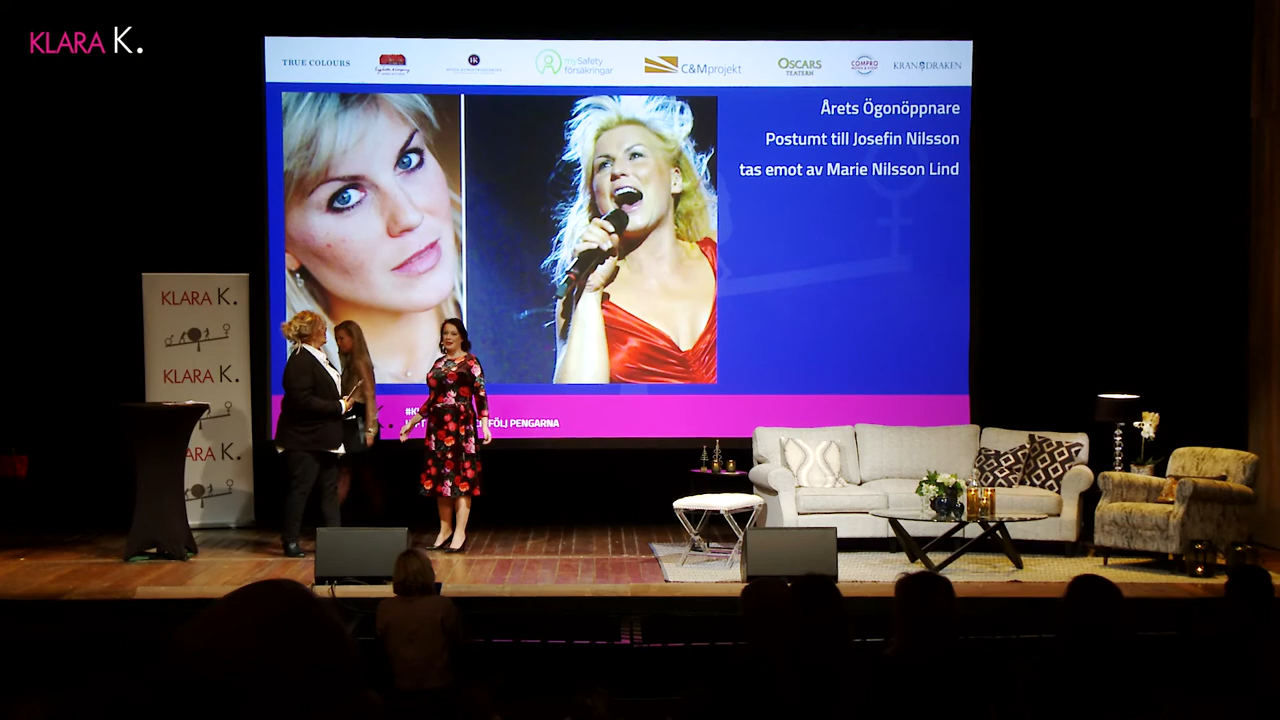 KLARA K.
TRUE COLOURS
mySafety
försäkringar
C&Mprojekt
OSCARS
TEATERN
COMPRO
KRAN DRAKEN
Årets Ögonöppnare
Postumt till Josefin Nilsson
tas emot av Marie Nilsson Lind
KLARA K.
KLARA K.
ARA K.
FÖLJ PENGARNA